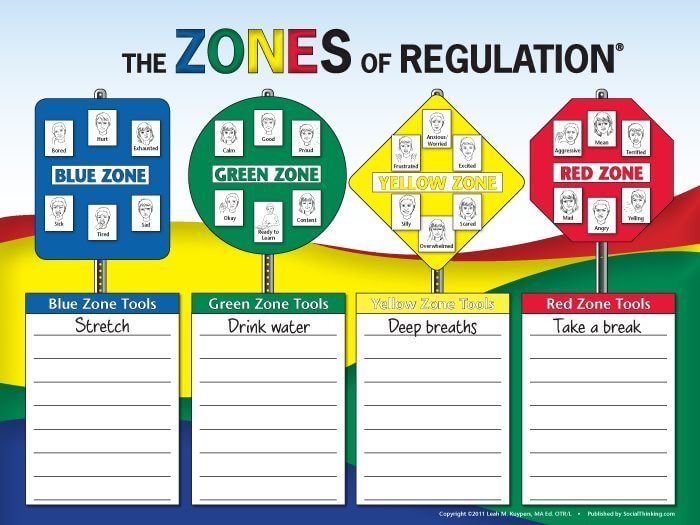 THE ZONES OF REGULATION®
Bored
Hurt
Exhausted
BLUE ZONE
Sick
Tired
Sad
Calm
Good
Proud
GREEN ZONE
Okay
Ready to
Learn
Content
Frustrated
Anxious/
Worried
Excited
YELLOW ZONE
Silly
Overwhelmed
Scared
Aggressive
Mean
Terrified
RED ZONE
Mad
Angry
Yelling
Blue Zone Tools
Stretch
Green Zone Tools
Drink water
Yellow Zone Tools
Deep breaths
Red Zone Tools
Take a break
Copyright ©2011 Leah M. Kuypers, MA Ed. OTR/L • Published by SocialThinking.com